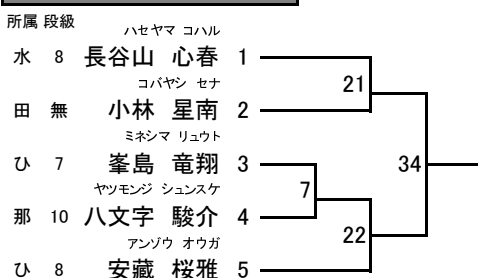 所属 段級
ハセヤマ コハル
水 8 長谷山 心春 1
21
コバヤシ セナ
田 無 小林 星南 2
ミネシマ リュウト
ひ 7 峯島 竜翔 3
34
7
ヤツモンジ シュンスケ
那 10 八文字 駿介 4
22
アンゾウ オウガ
ひ 8 安藏 桜雅 5